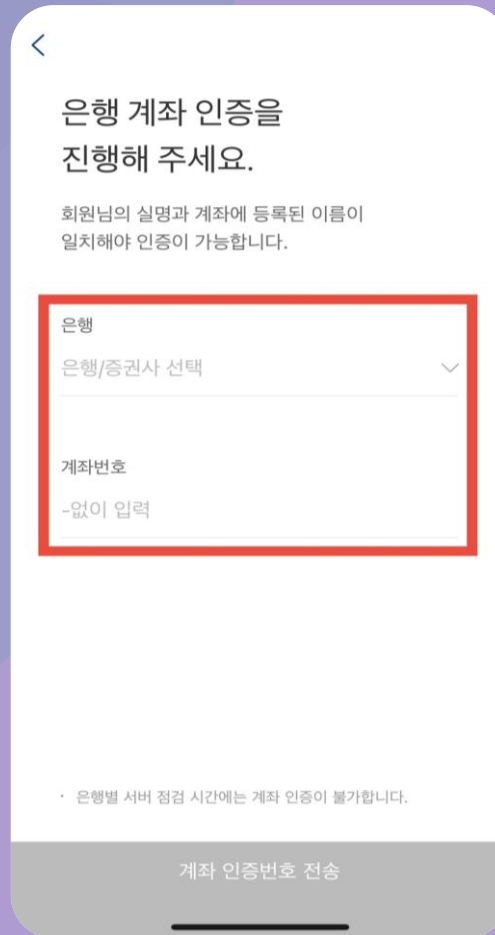 은행 계좌 인증을
진행해 주세요.
회원님의 실명과 계좌에 등록된 이름이
일치해야 인증이 가능합니다.
은행
은행/증권사 선택
계좌번호
-없이 입력
· 은행별 서버 점검 시간에는 계좌 인증이 불가합니다.
계좌 인증번호 전송